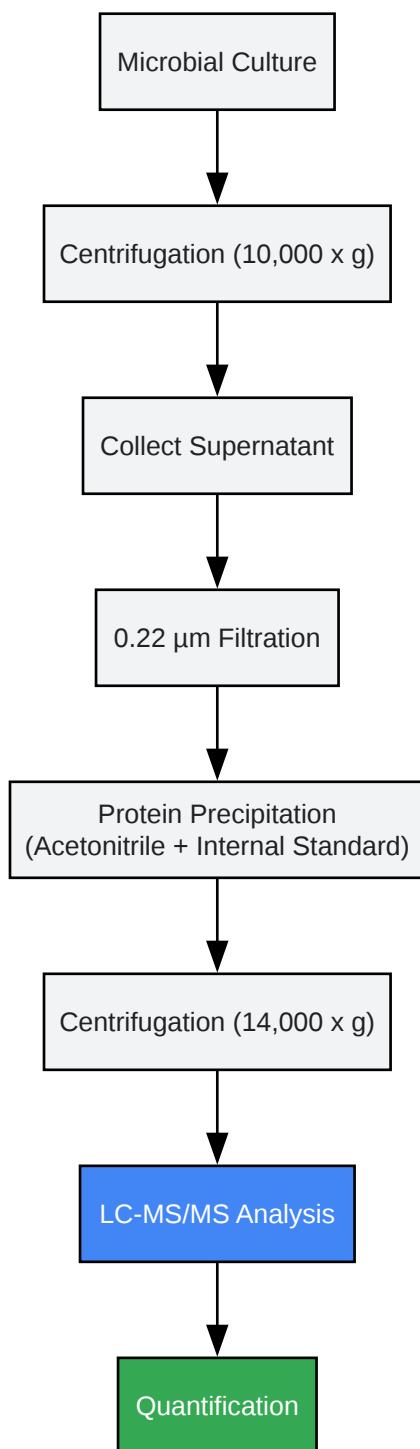 Microbial Culture
Centrifugation (10,000 x g)
Collect Supernatant
0.22 µm Filtration
Protein Precipitation
(Acetonitrile + Internal Standard)
Centrifugation (14,000 x g)
LC-MS/MS Analysis
Quantification